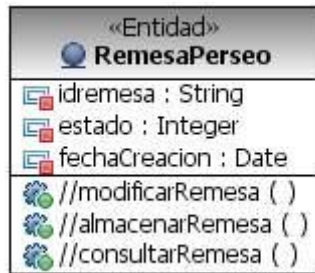 «Entidad»
RemesaPerseo
idremesa : String
estado : Integer
fechaCreacion : Date
//modificarRemesa ( )
//almacenarRemesa ( )
//consultarRemesa ( )